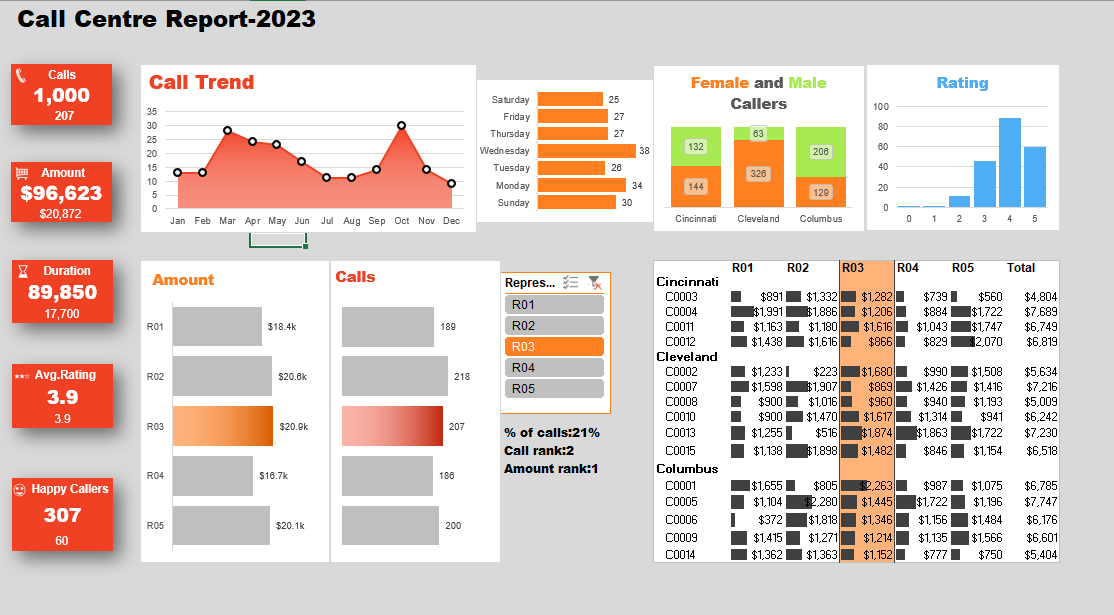 Call Centre Report-2023
Calls
1,000
207
Amount
$96,623
$20,872
Duration
89,850
17,700
Avg.Rating
3.9
3.9
Happy Callers
307
60
Call Trend
35
30
25
20
15
10
5
0
Jan Feb Mar Apr May Jun Jul Aug Sep Oct Nov Dec
Saturday 25
Friday 27
Thursday 27
Wednesday 38
Tuesday 26
Monday 34
Sunday 30
Female and Male
Callers
132 63 206
144 326 129
Cincinnati Cleveland Columbus
Rating
100
80
60
40
20
0
0 1 2 3 4 5
Amount
R01 $18.4k
R02 $20.6k
R03 $20.9k
R04 $16.7k
R05 $20.1k
Calls
189
218
207
186
200
Repres...
R01
R02
R03
R04
R05
% of calls:21%
Call rank:2
Amount rank:1
R01 R02 R03 R04 R05 Total
Cincinnati
C0003 $891 $1,332 $1,282 $739 $560 $4,804
C0004 $1,991 $1,886 $1,206 $884 $1,722 $7,689
C0011 $1,163 $1,180 $1,616 $1,043 $1,747 $6,749
C0012 $1,438 $1,616 $866 $829 $2,070 $6,819
Cleveland
C0002 $1,233 $223 $1,680 $990 $1,508 $5,634
C0007 $1,598 $1,907 $869 $1,426 $1,416 $7,216
C0008 $900 $1,016 $960 $940 $1,193 $5,009
C0010 $900 $1,470 $1,617 $1,314 $941 $6,242
C0013 $1,255 $516 $1,874 $1,863 $1,722 $7,230
C0015 $1,138 $1,898 $1,482 $846 $1,154 $6,518
Columbus
C0001 $1,655 $805 $2,263 $987 $1,075 $6,785
C0005 $1,104 $2,280 $1,445 $1,722 $1,196 $7,747
C0006 $372 $1,818 $1,346 $1,156 $1,484 $6,176
C0009 $1,415 $1,271 $1,214 $1,135 $1,566 $6,601
C0014 $1,362 $1,363 $1,152 $777 $750 $5,404